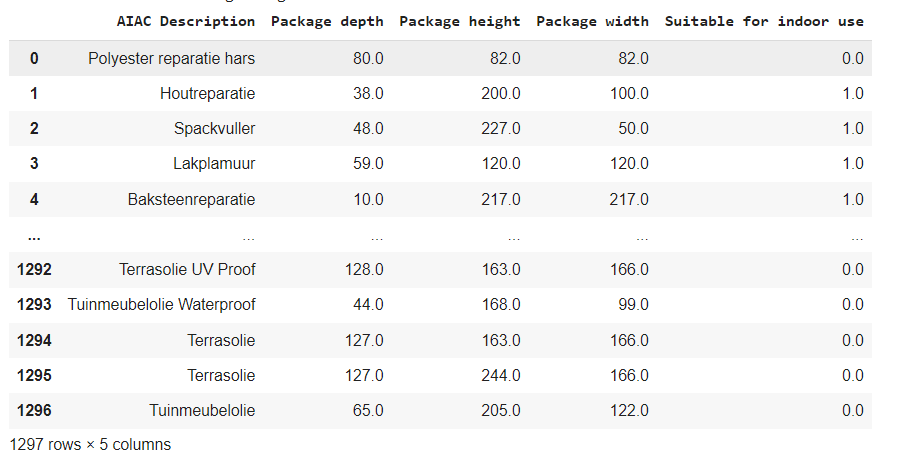 AIAC Description Package depth Package height Package width Suitable for indoor use
0 Polyester reparatie hars 80.0 82.0 82.0 0.0
1 Houtreparatie 38.0 200.0 100.0 1.0
2 Spackvuller 48.0 227.0 50.0 1.0
3 Lakplamuur 59.0 120.0 120.0 1.0
4 Baksteenreparatie 10.0 217.0 217.0 1.0
... ... ... ... ... ...
1292 Terrasolie UV Proof 128.0 163.0 166.0 0.0
1293 Tuinmeubelolie Waterproof 44.0 168.0 99.0 0.0
1294 Terrasolie 127.0 163.0 166.0 0.0
1295 Terrasolie 127.0 244.0 166.0 0.0
1296 Tuinmeubelolie 65.0 205.0 122.0 0.0
1297 rows × 5 columns